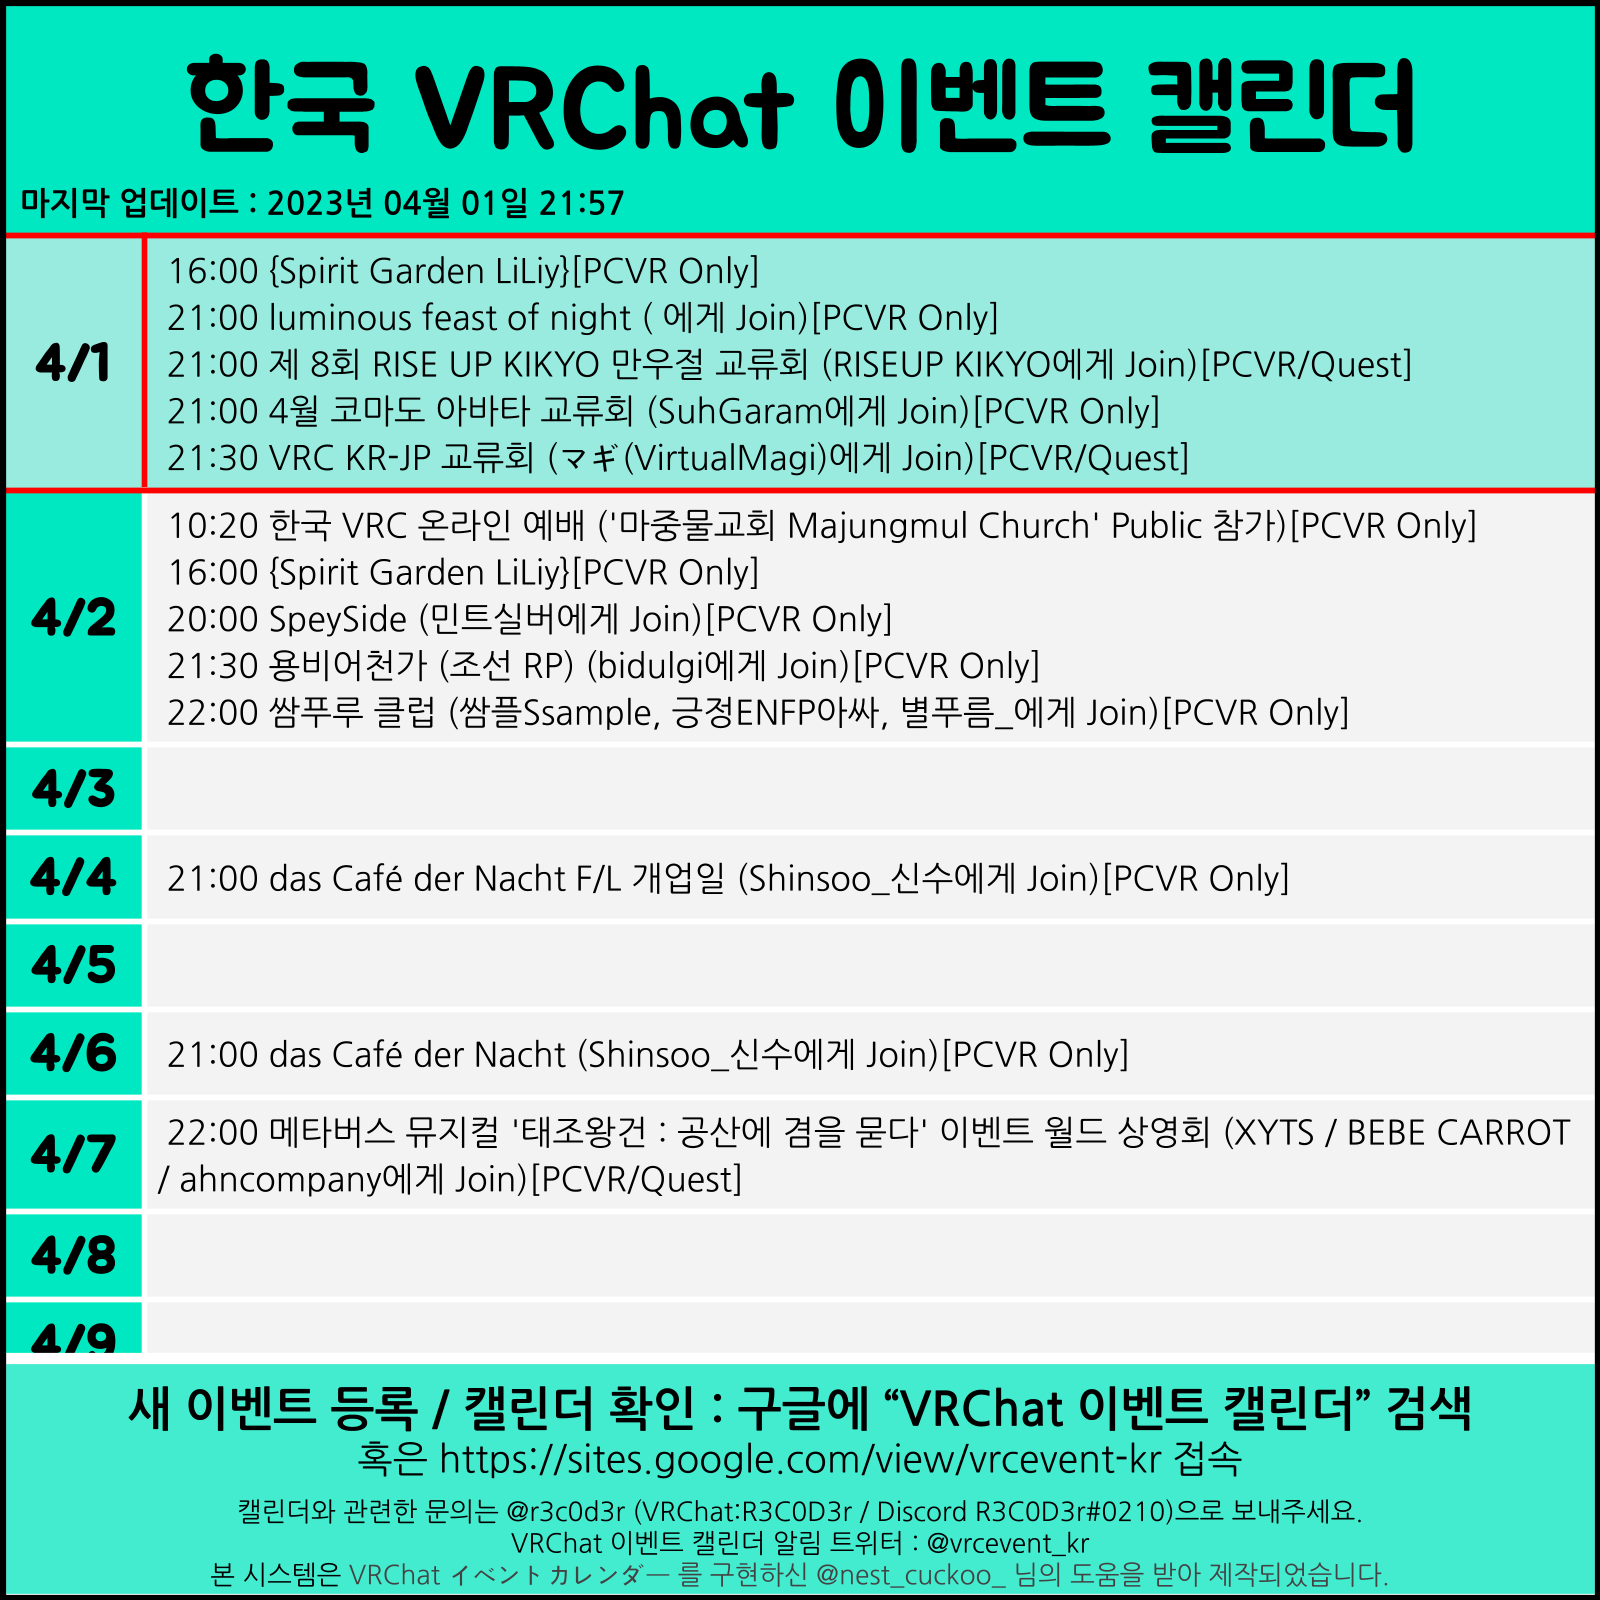 한국 VRChat 이벤트 캘린더
마지막 업데이트 : 2023년 04월 01일 21:57
4/1
16:00 {Spirit Garden LiLiy}[PCVR Only]
21:00 luminous feast of night ( 에게 Join)[PCVR Only]
21:00 제 8회 RISE UP KIKYO 만우절 교류회 (RISEUP KIKYO에게 Join)[PCVR/Quest]
21:00 4월 코마도 아바타 교류회 (SuhGaram에게 Join)[PCVR Only]
21:30 VRC KR-JP 교류회 (マギ(VirtualMagi)에게 Join)[PCVR/Quest]
4/2
10:20 한국 VRC 온라인 예배 ('마중물교회 Majungmul Church' Public 참가)[PCVR Only]
16:00 {Spirit Garden LiLiy}[PCVR Only]
20:00 SpeySide (민트실버에게 Join)[PCVR Only]
21:30 용비어천가 (조선 RP) (bidulgi에게 Join)[PCVR Only]
22:00 쌈푸루 클럽 (쌈플Ssample, 긍정ENFP아싸, 별푸름_에게 Join)[PCVR Only]
4/3
4/4
21:00 das Café der Nacht F/L 개업일 (Shinsoo_신수에게 Join)[PCVR Only]
4/5
4/6
21:00 das Café der Nacht (Shinsoo_신수에게 Join)[PCVR Only]
4/7
22:00 메타버스 뮤지컬 '태조왕건 : 공산에 겸을 묻다' 이벤트 월드 상영회 (XYTS / BEBE CARROT
/ ahncompany에게 Join)[PCVR/Quest]
4/8
4/9
새 이벤트 등록 / 캘린더 확인 : 구글에 “VRChat 이벤트 캘린더” 검색
혹은 https://sites.google.com/view/vrcevent-kr 접속
캘린더와 관련한 문의는 @r3c0d3r (VRChat:R3C0D3r / Discord R3C0D3r#0210)으로 보내주세요.
VRChat 이벤트 캘린더 알림 트위터 : @vrcevent_kr
본 시스템은 VRChat イベントカレンダー 를 구현하신 @nest_cuckoo_ 님의 도움을 받아 제작되었습니다.